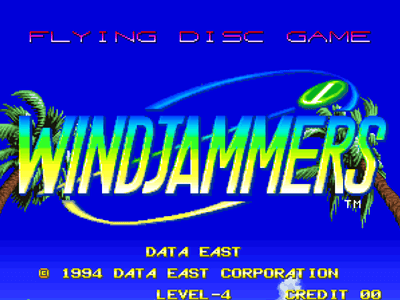 FLYING DISC GAME
WINDJAMMERS
TM
DATA EAST
© 1994 DATA EAST CORPORATION
LEVEL-4 CREDIT 00